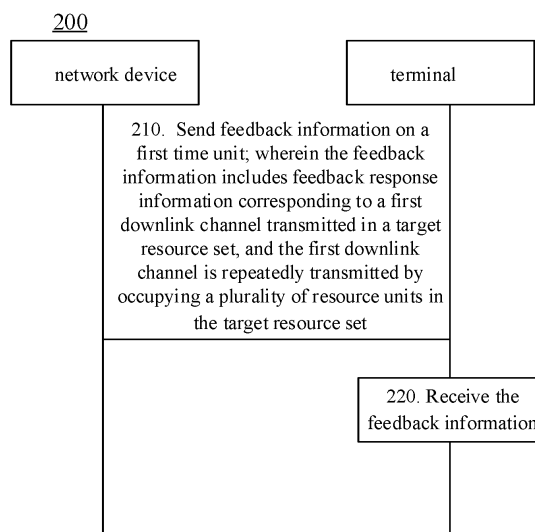 200
network device
terminal
210. Send feedback information on a
first time unit; wherein the feedback
information includes feedback response
information corresponding to a first
downlink channel transmitted in a target
resource set, and the first downlink
channel is repeatedly transmitted by
occupying a plurality of resource units in
the target resource set
220. Receive the
feedback information